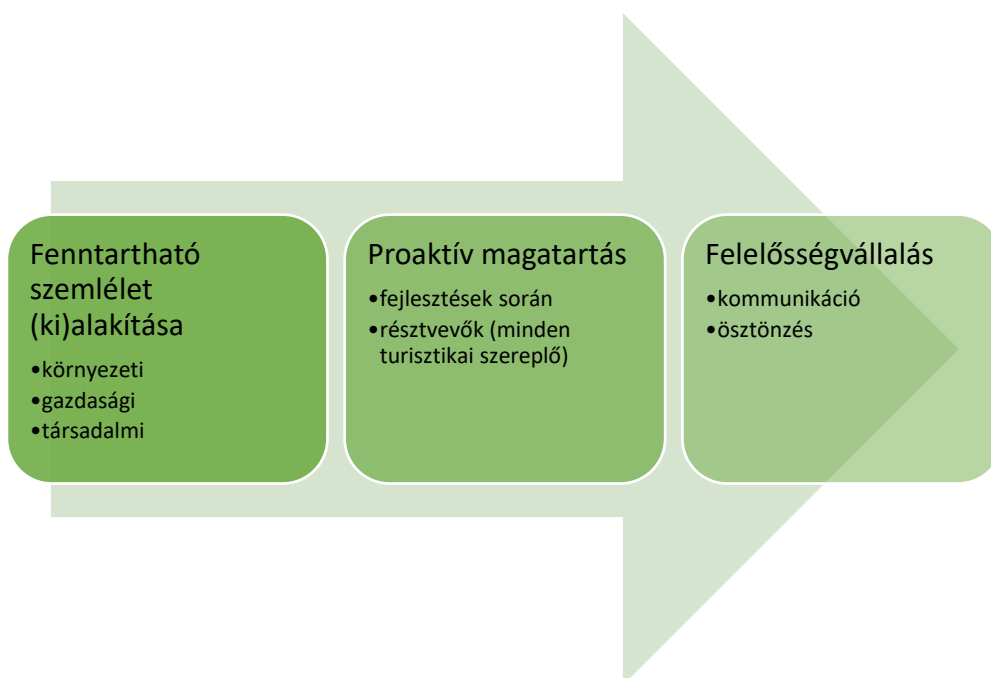 Fenntartható
szemlélet
(ki)alakítása
•környezeti
•gazdasági
•társadalmi
Proaktív magatartás
•fejlesztések során
•résztvevők (minden
turisztikai szereplő)
Felelősségvállalás
•kommunikáció
•ösztönzés